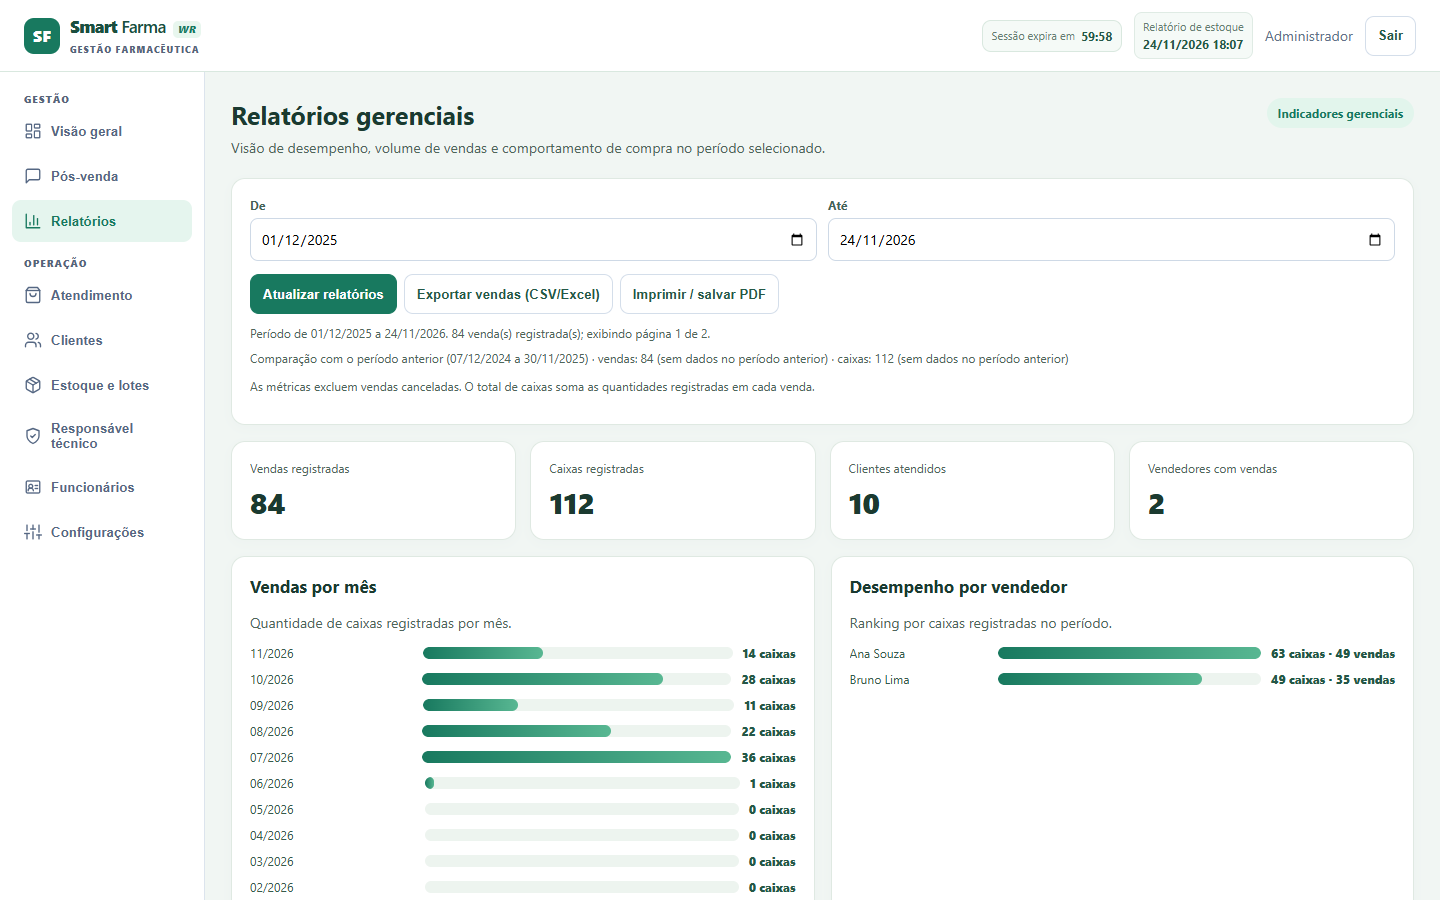 SF
Smart Farma WR
GESTÃO FARMACÊUTICA
Sessão expira em 59:58
Relatório de estoque
24/11/2026 18:07
Administrador
Sair
GESTÃO
Visão geral
Pós-venda
Relatórios
OPERAÇÃO
Atendimento
Clientes
Estoque e lotes
Responsável
técnico
Funcionários
Configurações
Relatórios gerenciais
Indicadores gerenciais
Visão de desempenho, volume de vendas e comportamento de compra no período selecionado.
De
01/12/2025
Até
24/11/2026
Atualizar relatórios
Exportar vendas (CSV/Excel)
Imprimir / salvar PDF
Período de 01/12/2025 a 24/11/2026. 84 venda(s) registrada(s); exibindo página 1 de 2.
Comparação com o período anterior (07/12/2024 a 30/11/2025) · vendas: 84 (sem dados no período anterior) · caixas: 112 (sem dados no período anterior)
As métricas excluem vendas canceladas. O total de caixas soma as quantidades registradas em cada venda.
Vendas registradas
84
Caixas registradas
112
Clientes atendidos
10
Vendedores com vendas
2
Vendas por mês
Quantidade de caixas registradas por mês.
11/2026 14 caixas
10/2026 28 caixas
09/2026 11 caixas
08/2026 22 caixas
07/2026 36 caixas
06/2026 1 caixas
05/2026 0 caixas
04/2026 0 caixas
03/2026 0 caixas
02/2026 0 caixas
Desempenho por vendedor
Ranking por caixas registradas no período.
Ana Souza 63 caixas · 49 vendas
Bruno Lima 49 caixas · 35 vendas